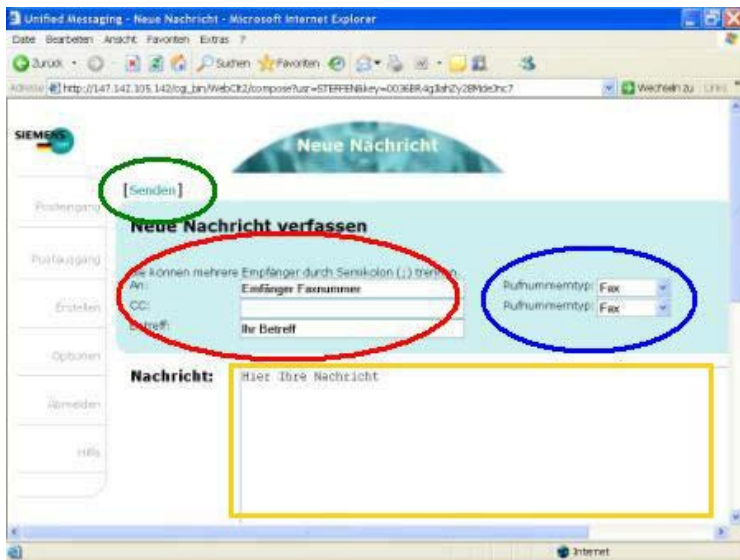 Unified Messaging - Neue Nachricht - Microsoft Internet Explorer
Datei Bearbeiten Ansicht Favoriten Extras ?
Zurück Suchen Favoriten
Wechseln zu Links
SIEMENS
Neue Nachricht
[Senden]
Posteingang
Neue Nachricht verfassen
Postausgang
Sie können mehrere Empfänger durch Semikolon (;) trennen.
An: Emfänger Faxnummer Rufnummerntyp: Fax
CC: Rufnummerntyp: Fax
Erstellen
Betreff: Ihr Betreff
Optionen
Nachricht: Hier Ihre Nachricht
Abmelden
Hilfe
Internet